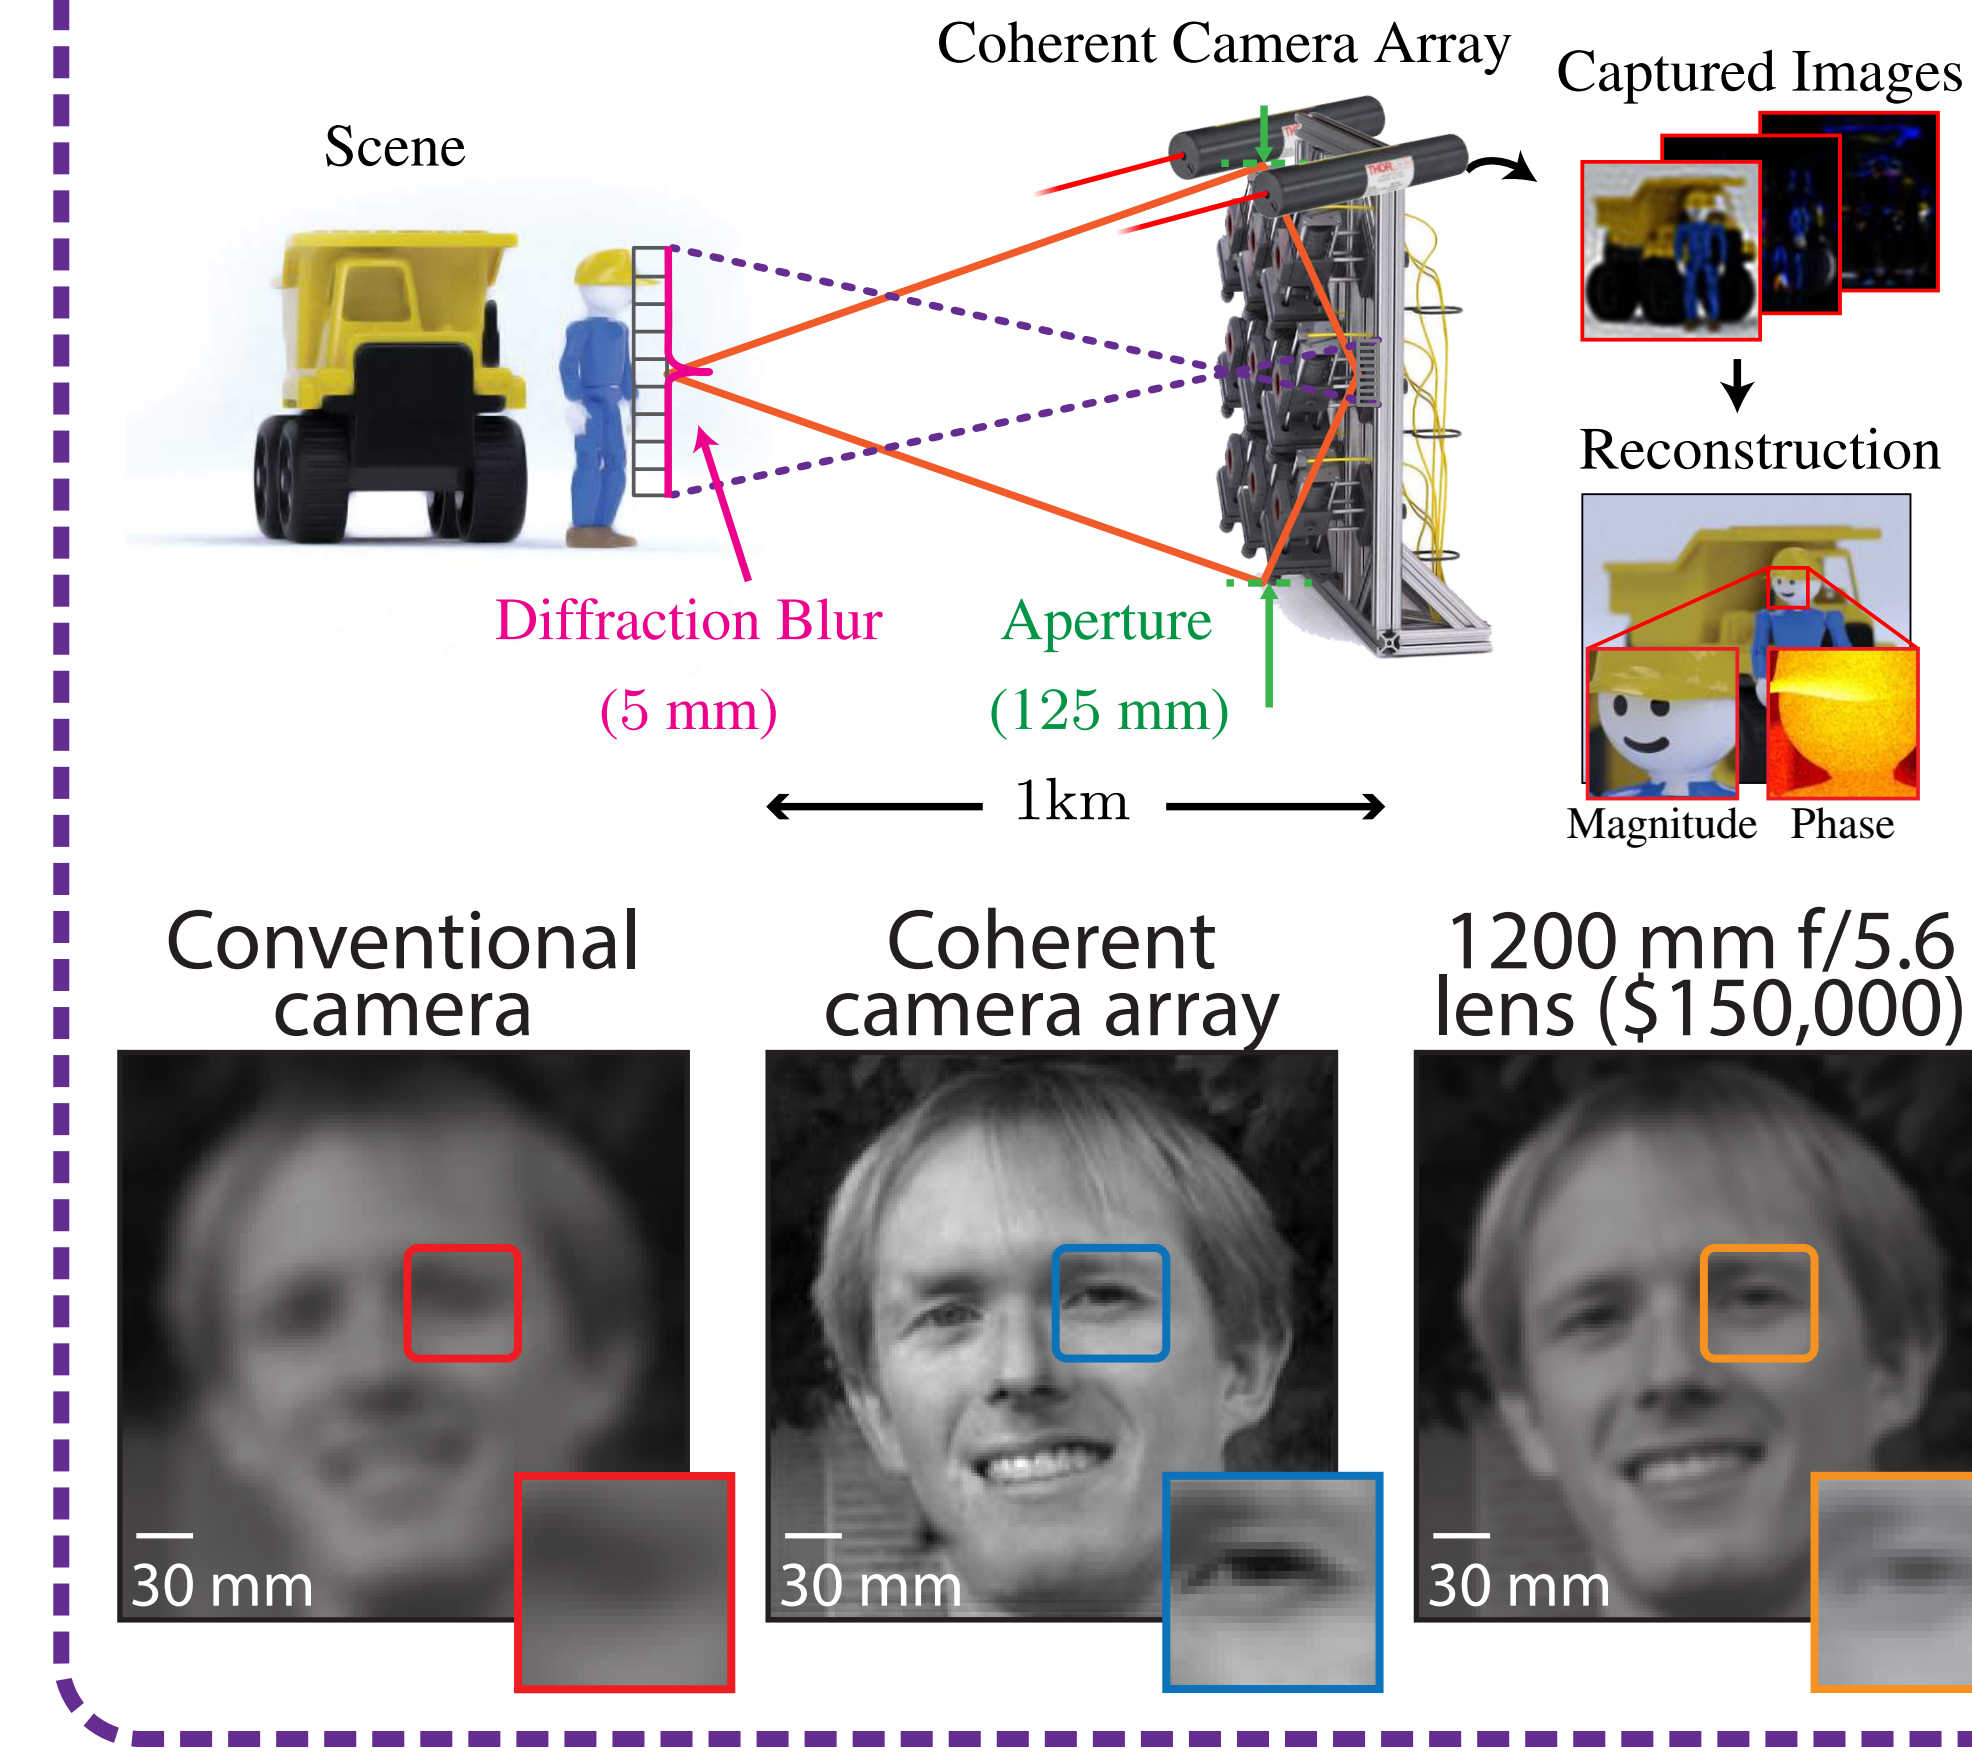 Coherent Camera Array
Captured Images
Scene
THOR
Reconstruction
Diffraction Blur
(5 mm)
Aperture
(125 mm)
1km
Magnitude Phase
Conventional
camera
Coherent
camera array
1200 mm f/5.6
lens ($150,000)
30 mm
30 mm
30 mm